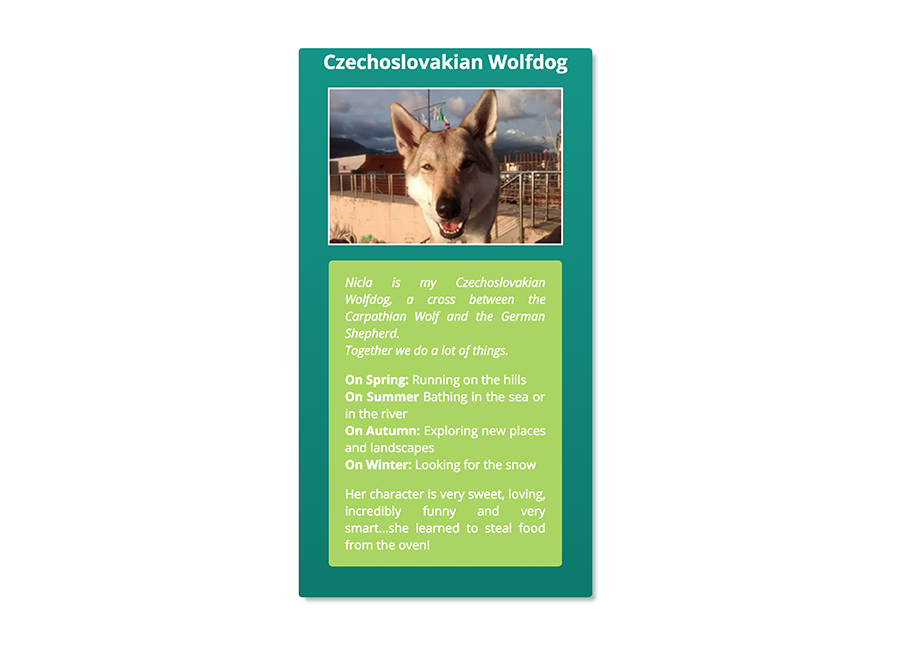 Czechoslovakian Wolfdog
Nicla is my Czechoslovakian
Wolfdog, a cross between the
Carpathian Wolf and the German
Shepherd.
Together we do a lot of things.
On Spring: Running on the hills
On Summer Bathing in the sea or
in the river
On Autumn: Exploring new places
and landscapes
On Winter: Looking for the snow
Her character is very sweet, loving,
incredibly funny and very
smart...she learned to steal food
from the oven!